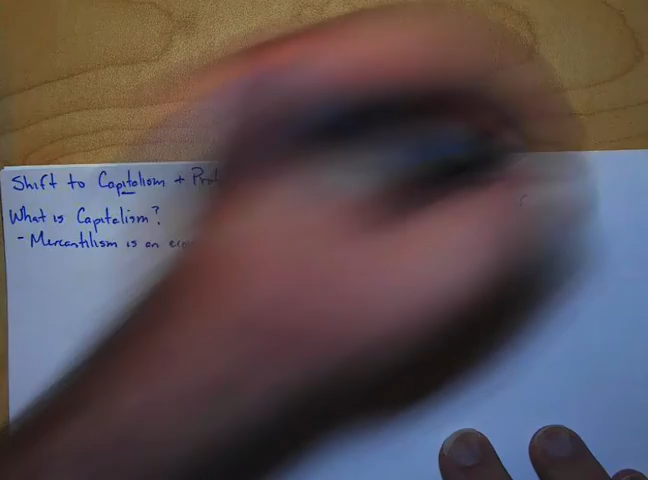 Shift to Capitalism +
What is Capitalism?
- Mercantilism is an